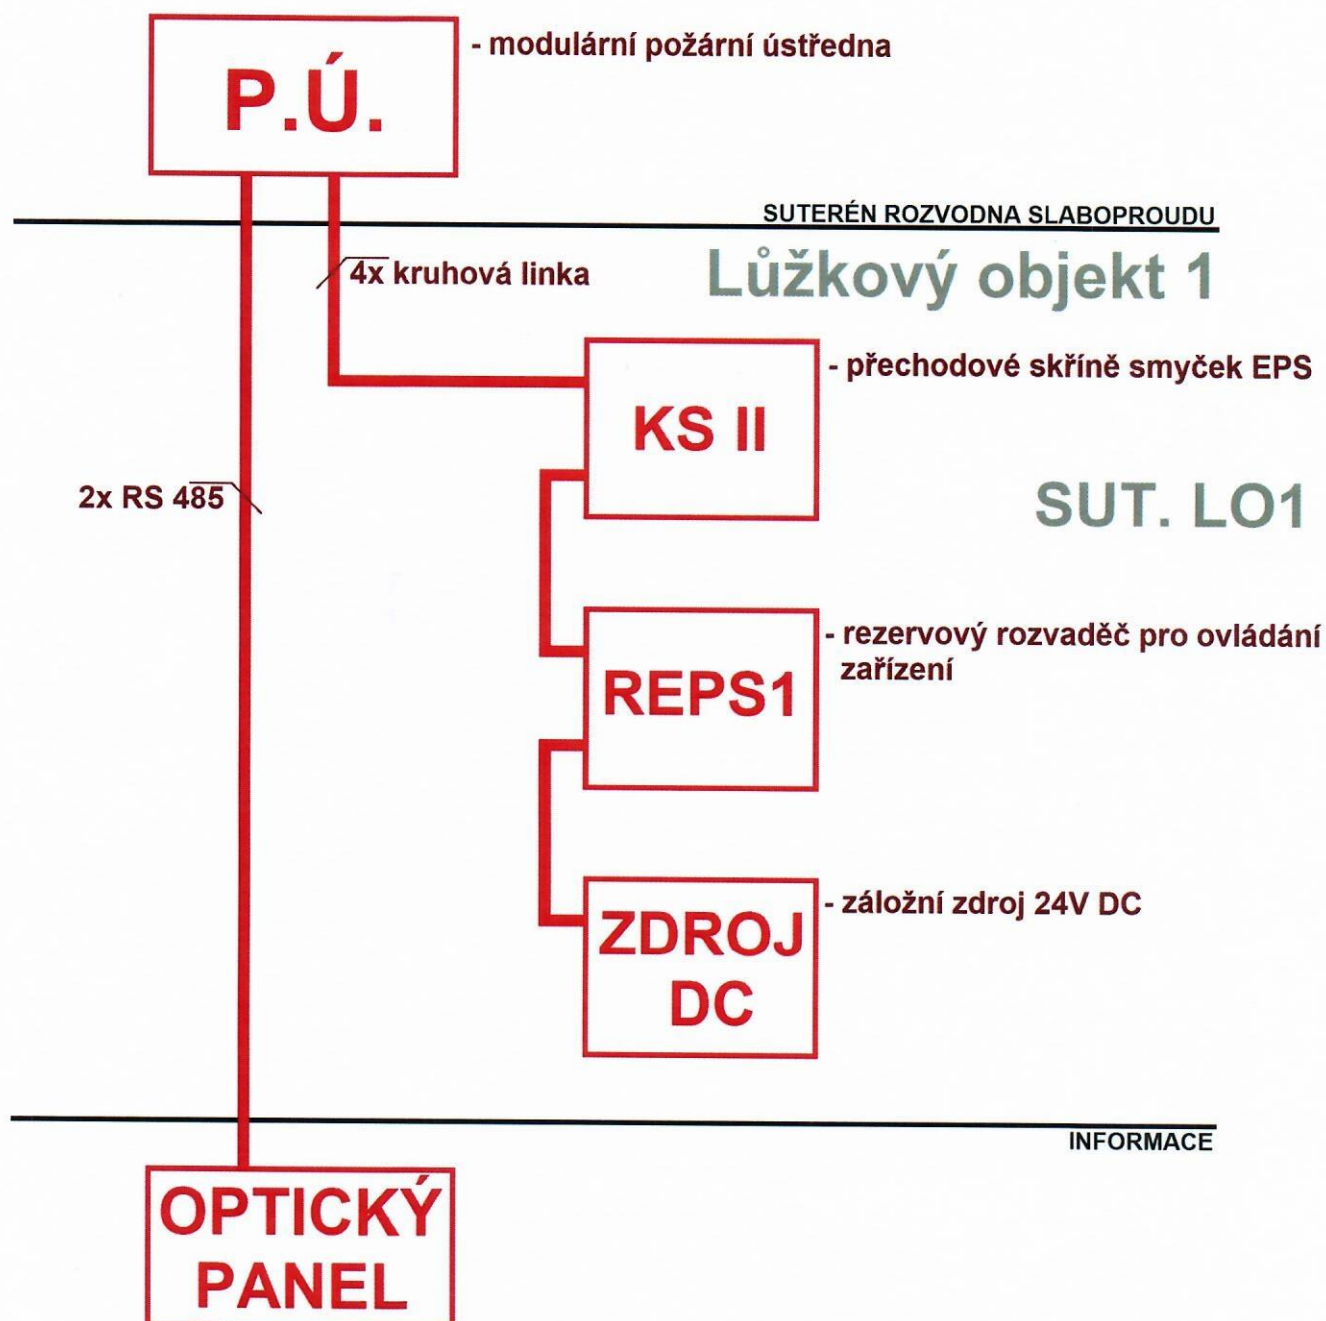 P.Ú.
- modulární požární ústředna
SUTERÉN ROZVODNA SLABOPROUDU
4x kruhová linka
Lůžkový objekt 1
KS II
- přechodové skříně smyček EPS
2x RS 485
SUT. LO1
REPS1
- rezervový rozvaděč pro ovládání
zařízení
ZDROJ
DC
- záložní zdroj 24V DC
INFORMACE
OPTICKÝ
PANEL